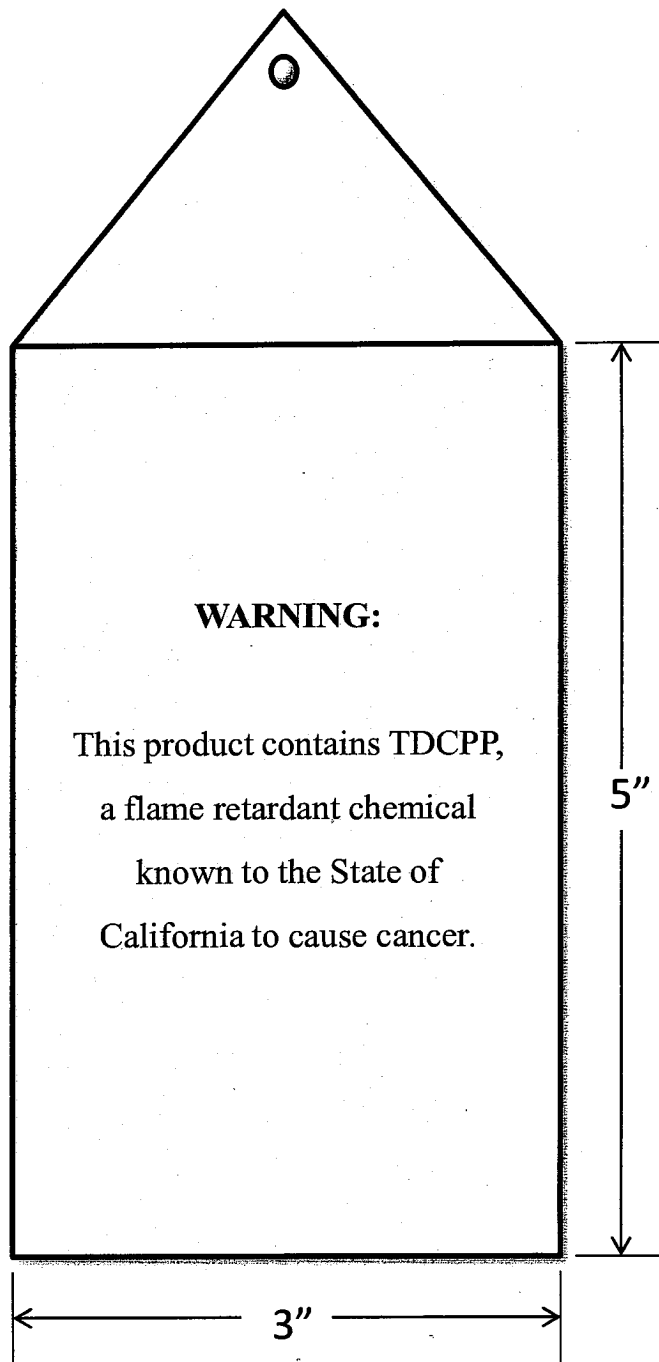 WARNING:
This product contains TDCPP,
a flame retardant chemical
known to the State of
California to cause cancer.
5”
3”